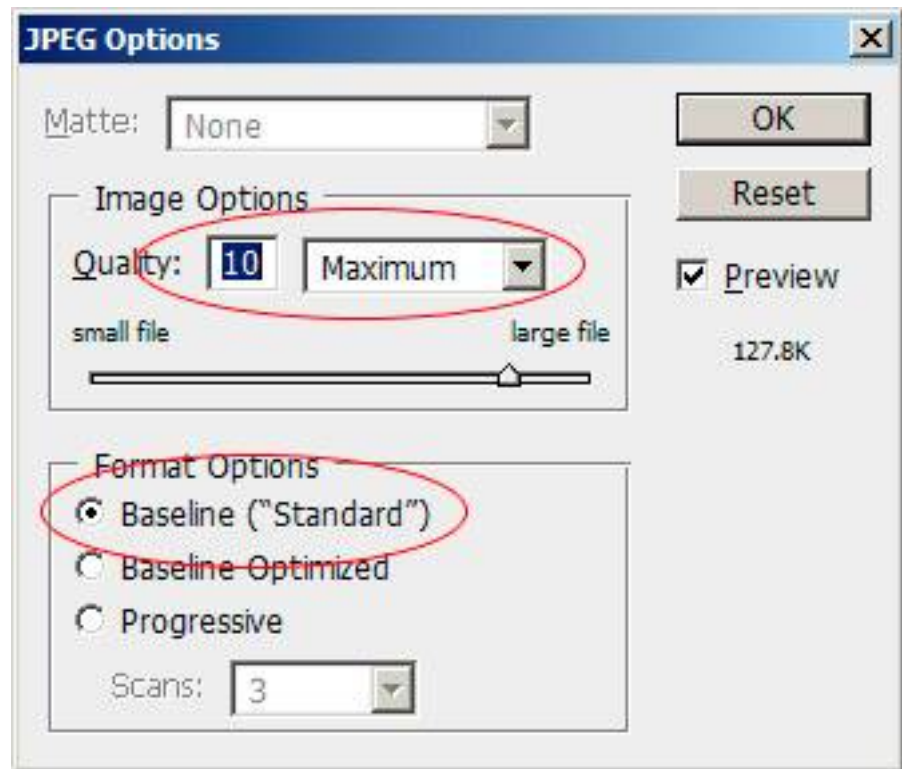 JPEG Options
Matte: None
OK
Image Options
Reset
Quality: 10 Maximum
Preview
small file large file
127.8K
Format Options
Baseline (“Standard”)
Baseline Optimized
Progressive
Scans: 3